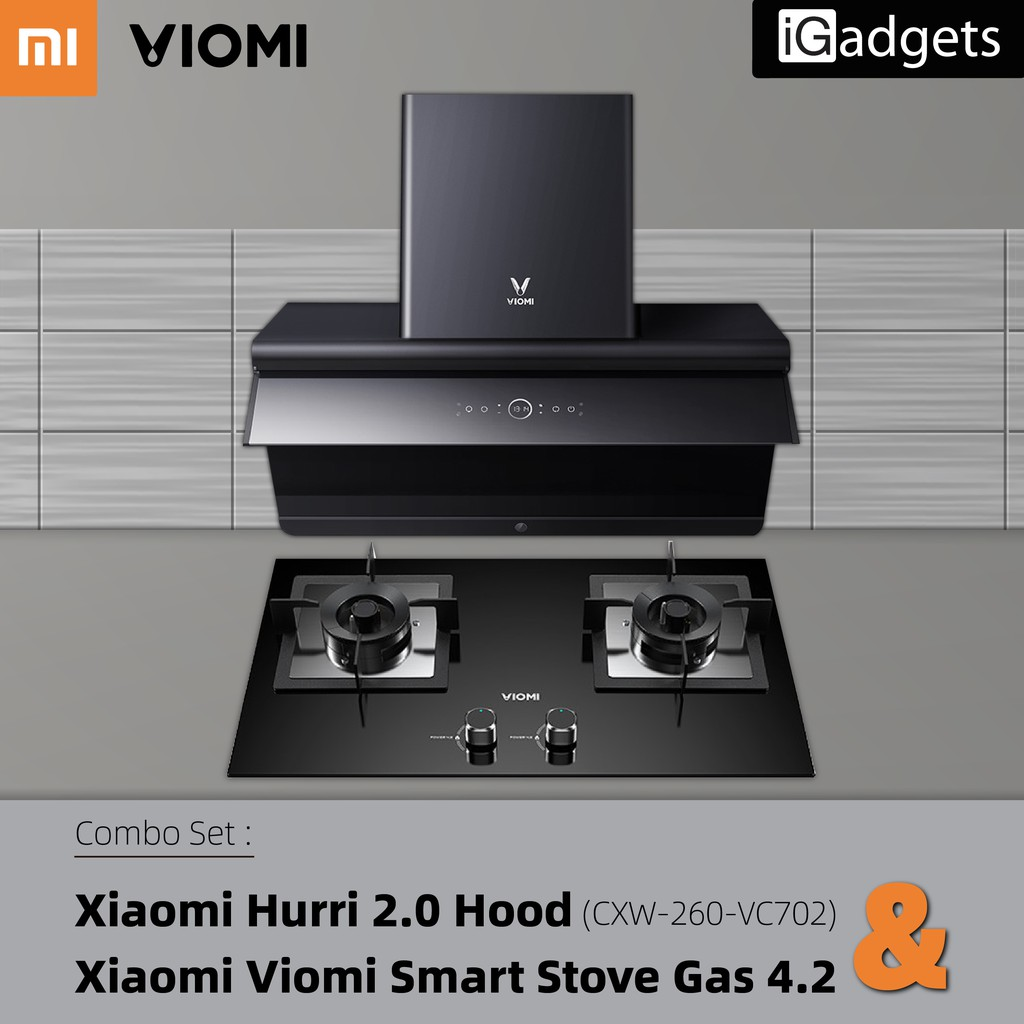 mi VIOMI
iGadgets
VIOMI
VIOMI
Combo Set :
Xiaomi Hurri 2.0 Hood (CXW-260-VC702)
&
Xiaomi Viomi Smart Stove Gas 4.2